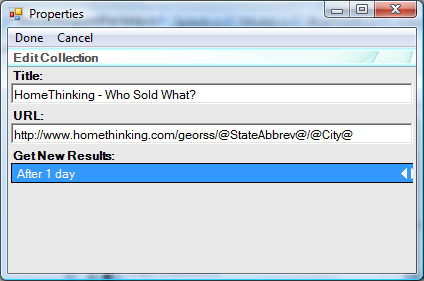 Properties
Done Cancel
Edit Collection
Title:
HomeThinking - Who Sold What?
URL:
http://www.homethinking.com/georss/@StateAbbrev@/@City@
Get New Results:
After 1 day